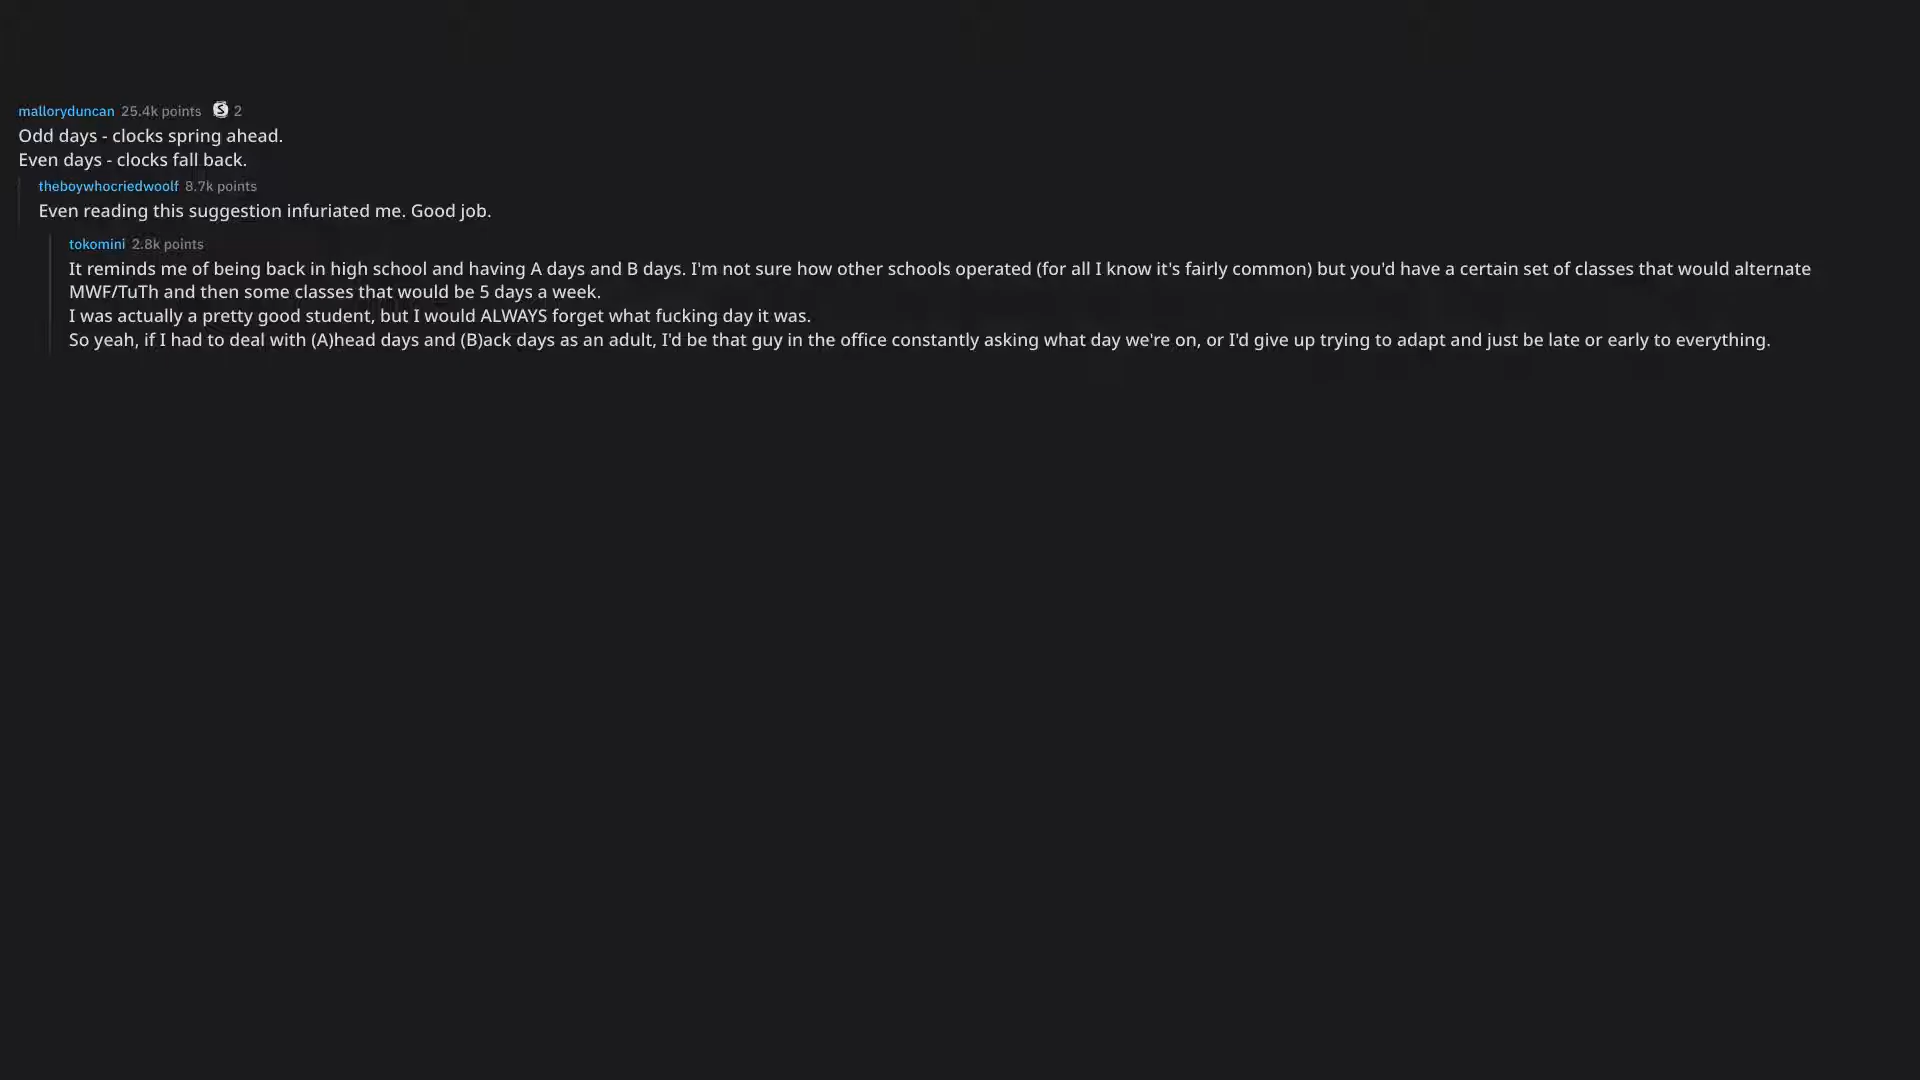 malloryduncan 25.4k points S 2
Odd days - clocks spring ahead.
Even days - clocks fall back.
theboywhocriedwoolf 8.7k points
Even reading this suggestion infuriated me. Good job.
tokomini 2.8k points
It reminds me of being back in high school and having A days and B days. I'm not sure how other schools operated (for all I know it's fairly common) but you'd have a certain set of classes that would alternate
MWF/TuTh and then some classes that would be 5 days a week.
I was actually a pretty good student, but I would ALWAYS forget what fucking day it was.
So yeah, if I had to deal with (A)head days and (B)ack days as an adult, I'd be that guy in the office constantly asking what day we're on, or I'd give up trying to adapt and just be late or early to everything.